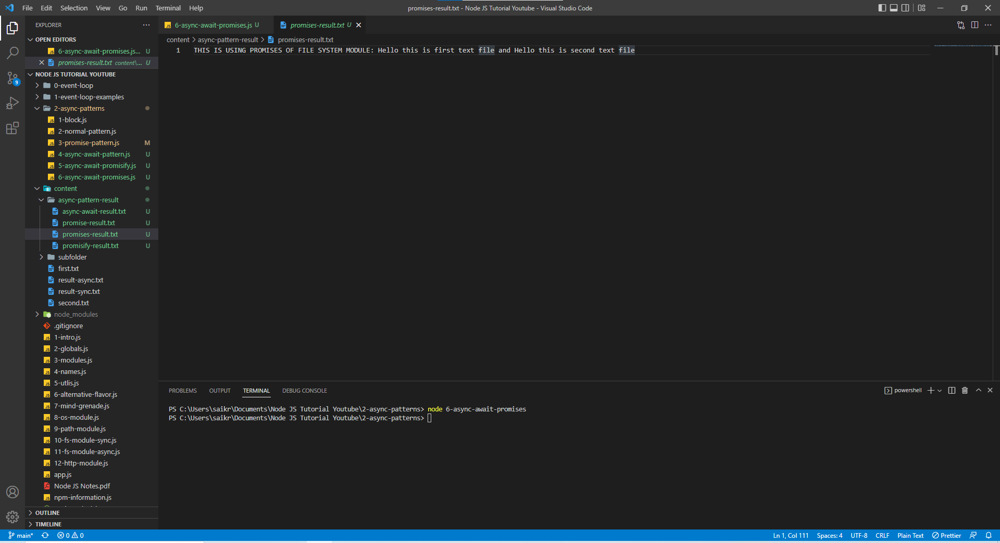 File Edit Selection View Go Run Terminal Help
promises-result.txt - Node JS Tutorial Youtube - Visual Studio Code
EXPLORER
OPEN EDITORS
6-async-await-promises.js... U
promises-result.txt content\... U
NODE JS TUTORIAL YOUTUBE
0-event-loop
1-event-loop-examples
2-async-patterns
1-block.js
2-normal-pattern.js
3-promise-pattern.js M
4-async-await-pattern.js U
5-async-await-promisify.js U
6-async-await-promises.js U
content
async-pattern-result
async-await-result.txt U
promise-result.txt U
promises-result.txt U
promisify-result.txt U
subfolder
first.txt
result-async.txt
result-sync.txt
second.txt
node_modules
.gitignore
1-intro.js
2-globals.js
3-modules.js
4-names.js
5-utlis.js
6-alternative-flavor.js
7-mind-grenade.js
8-os-module.js
9-path-module.js
10-fs-module-sync.js
11-fs-module-async.js
12-http-module.js
app.js
Node JS Notes.pdf
npm-information.js
OUTLINE
TIMELINE
6-async-await-promises.js U
promises-result.txt U
content > async-pattern-result > promises-result.txt
1 THIS IS USING PROMISES OF FILE SYSTEM MODULE: Hello this is first text file and Hello this is second text file
PROBLEMS OUTPUT TERMINAL DEBUG CONSOLE
powershell
PS C:\Users\saikr\Documents\Node JS Tutorial Youtube\2-async-patterns> node 6-async-await-promises
PS C:\Users\saikr\Documents\Node JS Tutorial Youtube\2-async-patterns>
9
main* 0 0
Ln 1, Col 111 Spaces: 4 UTF-8 CRLF Plain Text Prettier